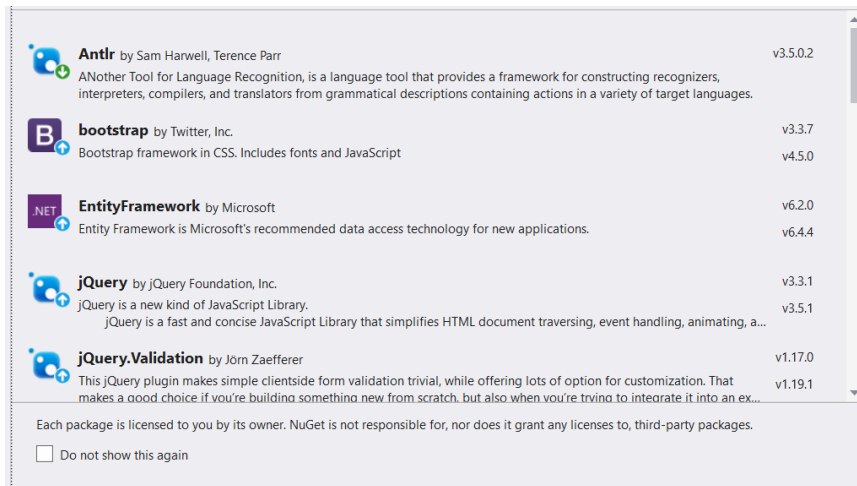 Antlr by Sam Harwell, Terence Parr v3.5.0.2
ANother Tool for Language Recognition, is a language tool that provides a framework for constructing recognizers,
interpreters, compilers, and translators from grammatical descriptions containing actions in a variety of target languages.
B
bootstrap by Twitter, Inc. v3.3.7
Bootstrap framework in CSS. Includes fonts and JavaScript v4.5.0
.NET
EntityFramework by Microsoft v6.2.0
Entity Framework is Microsoft's recommended data access technology for new applications. v6.4.4
jQuery by jQuery Foundation, Inc. v3.3.1
jQuery is a new kind of JavaScript Library. v3.5.1
jQuery is a fast and concise JavaScript Library that simplifies HTML document traversing, event handling, animating, a...
jQuery.Validation by Jörn Zaefferer v1.17.0
This jQuery plugin makes simple clientside form validation trivial, while offering lots of option for customization. That v1.19.1
makes a good choice if you're building something new from scratch, but also when you're trying to integrate it into an ex...
Each package is licensed to you by its owner. NuGet is not responsible for, nor does it grant any licenses to, third-party packages.
Do not show this again